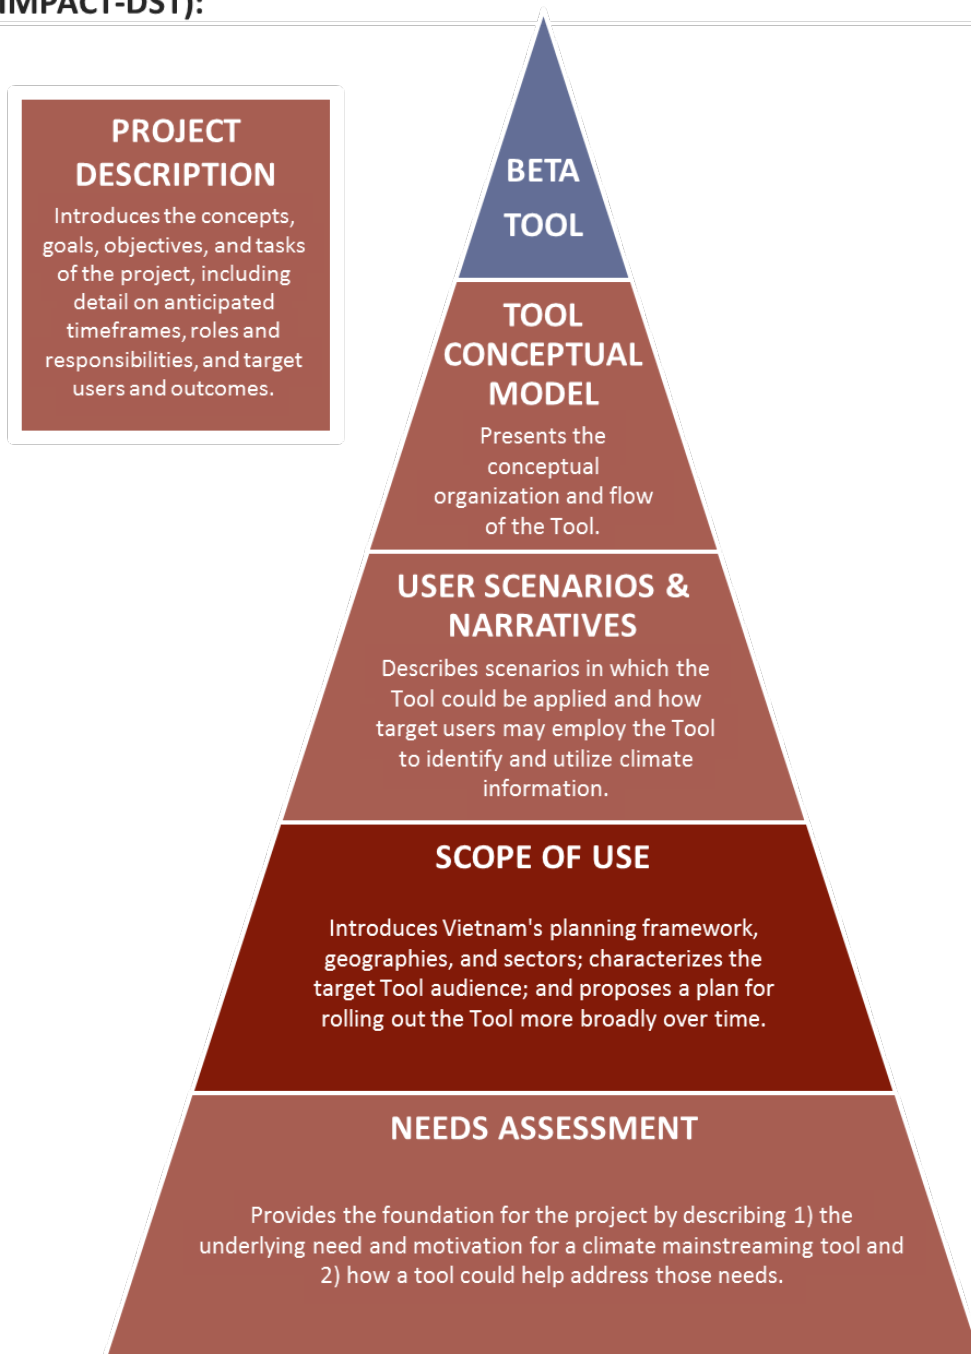 IMPACT-DST):
PROJECT
DESCRIPTION
Introduces the concepts,
goals, objectives, and tasks
of the project, including
detail on anticipated
timeframes, roles and
responsibilities, and target
users and outcomes.
BETA
TOOL
TOOL
CONCEPTUAL
MODEL
Presents the
conceptual
organization and flow
of the Tool.
USER SCENARIOS &
NARRATIVES
Describes scenarios in which the
Tool could be applied and how
target users may employ the Tool
to identify and utilize climate
information.
SCOPE OF USE
Introduces Vietnam's planning framework,
geographies, and sectors; characterizes the
target Tool audience; and proposes a plan for
rolling out the Tool more broadly over time.
NEEDS ASSESSMENT
Provides the foundation for the project by describing 1) the
underlying need and motivation for a climate mainstreaming tool and
2) how a tool could help address those needs.